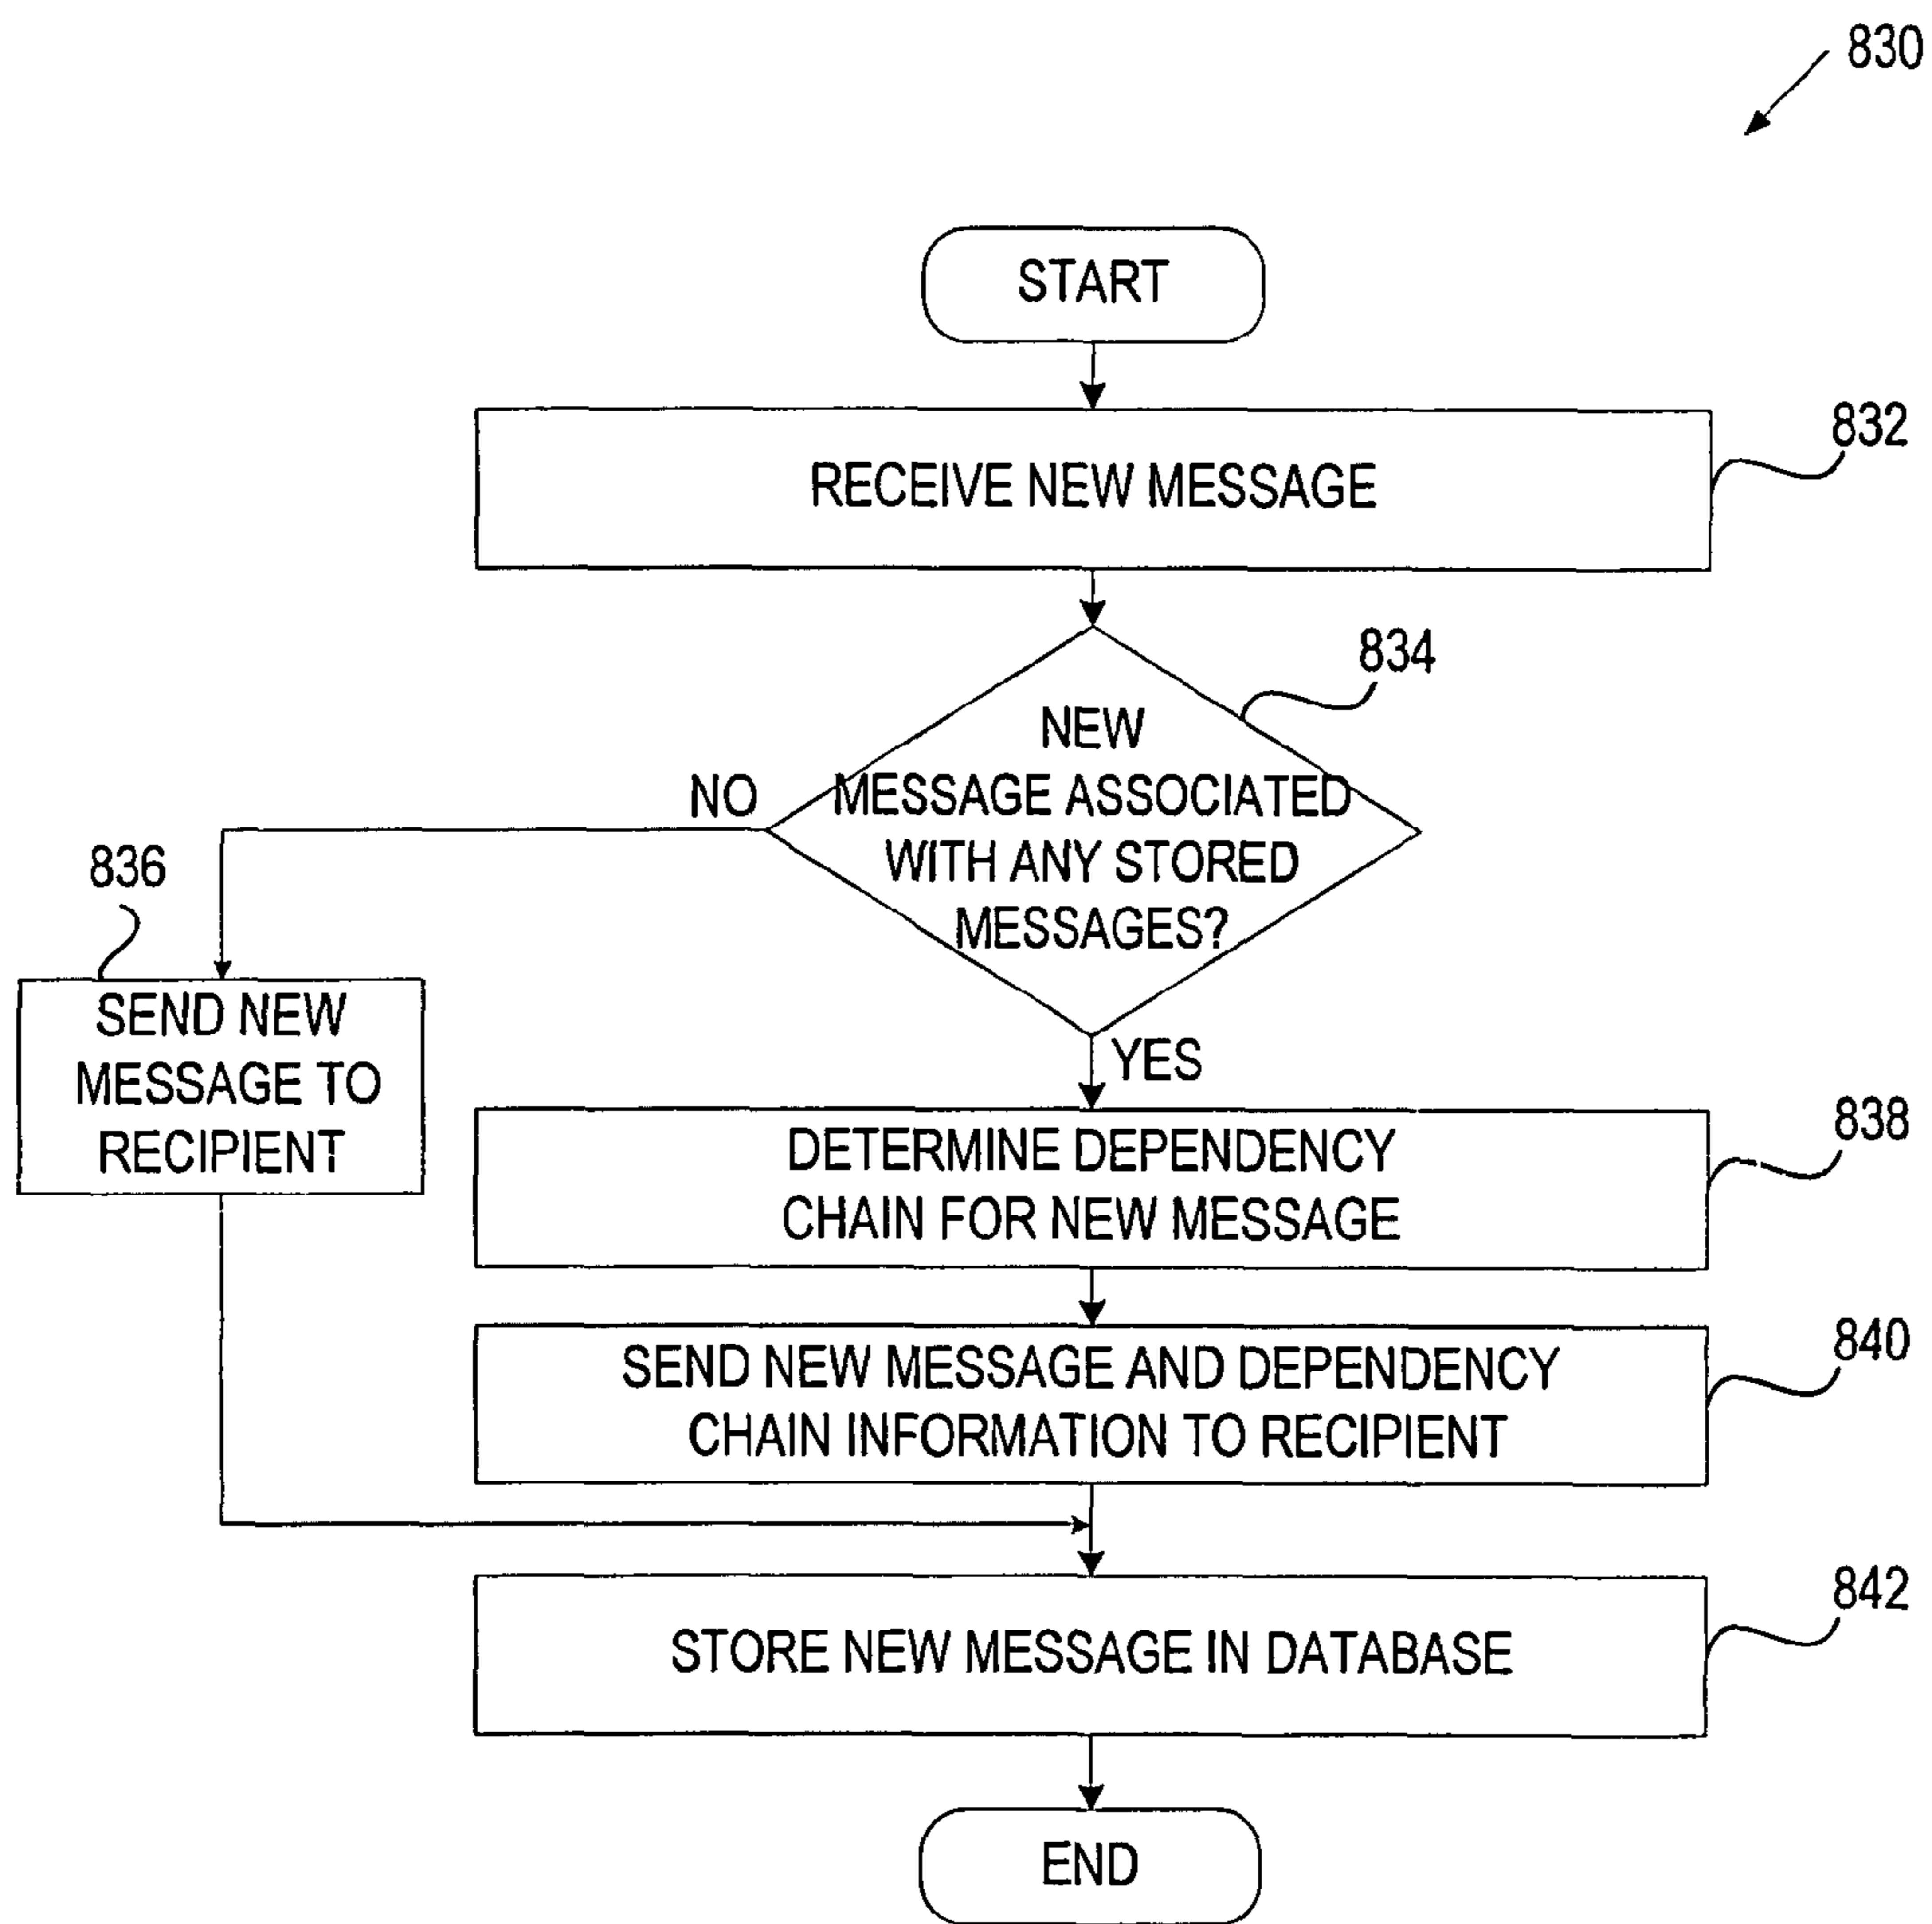 830
START
RECEIVE NEW MESSAGE
832
834
NEW
MESSAGE ASSOCIATED
WITH ANY STORED
MESSAGES?
NO
836
SEND NEW
MESSAGE TO
RECIPIENT
YES
DETERMINE DEPENDENCY
CHAIN FOR NEW MESSAGE
838
SEND NEW MESSAGE AND DEPENDENCY
CHAIN INFORMATION TO RECIPIENT
840
STORE NEW MESSAGE IN DATABASE
842
END